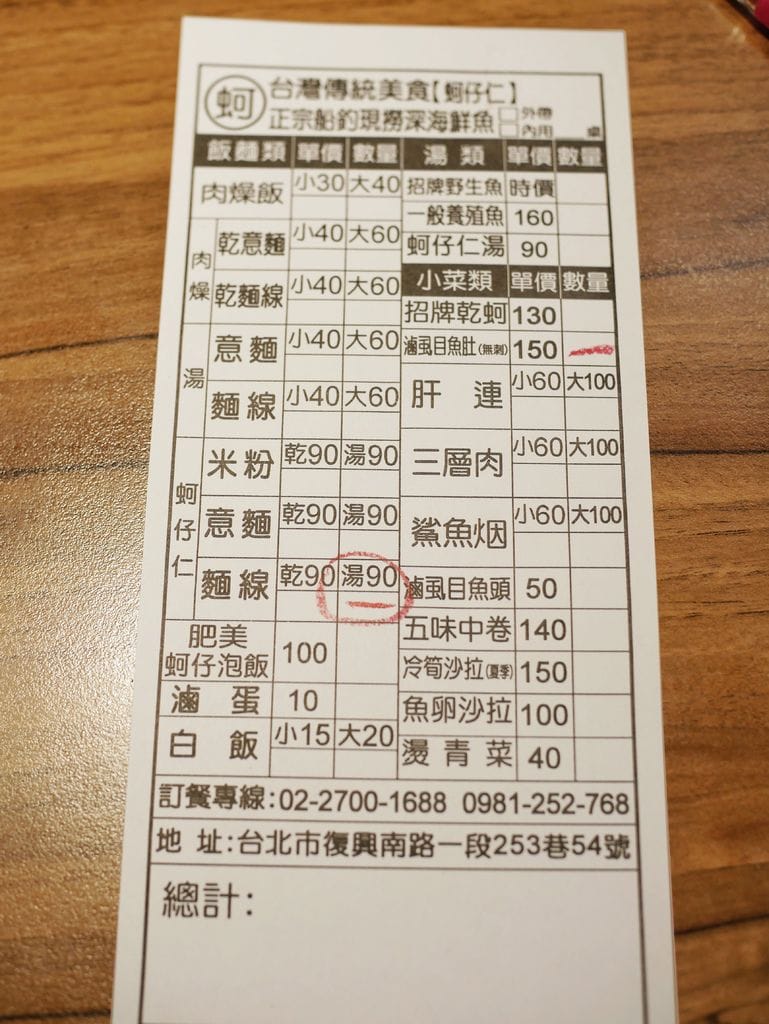 蚵 台灣傳統美食【蚵仔仁】
正宗船釣現撈深海鮮魚 □外帶 □內用 桌
飯麵類 單價 數量 湯類 單價 數量
肉燥飯 小30 大40 招牌野生魚 時價
一般養殖魚 160
肉燥 乾意麵 小40 大60 蚵仔仁湯 90
小菜類 單價 數量
乾麵線 小40 大60 招牌乾蚵 130
湯 意麵 小40 大60 滷虱目魚肚(無刺) 150
麵線 小40 大60 肝連 小60 大100
蚵仔仁 米粉 乾90 湯90 三層肉 小60 大100
意麵 乾90 湯90 鯊魚烟 小60 大100
麵線 乾90 湯90 滷虱目魚頭 50
五味中卷 140
肥美蚵仔泡飯 100 冷筍沙拉(夏季) 150
滷蛋 10 魚卵沙拉 100
白飯 小15 大20 燙青菜 40
訂餐專線:02-2700-1688 0981-252-768
地址:台北市復興南路一段253巷54號
總計: